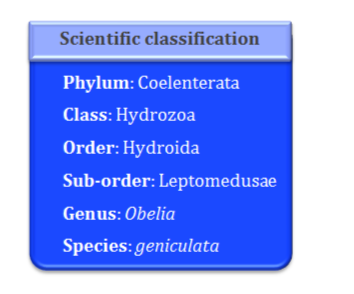 Scientific classification
Phylum: Coelenterata
Class: Hydrozoa
Order: Hydroida
Sub-order: Leptomedusae
Genus: Obelia
Species: geniculata